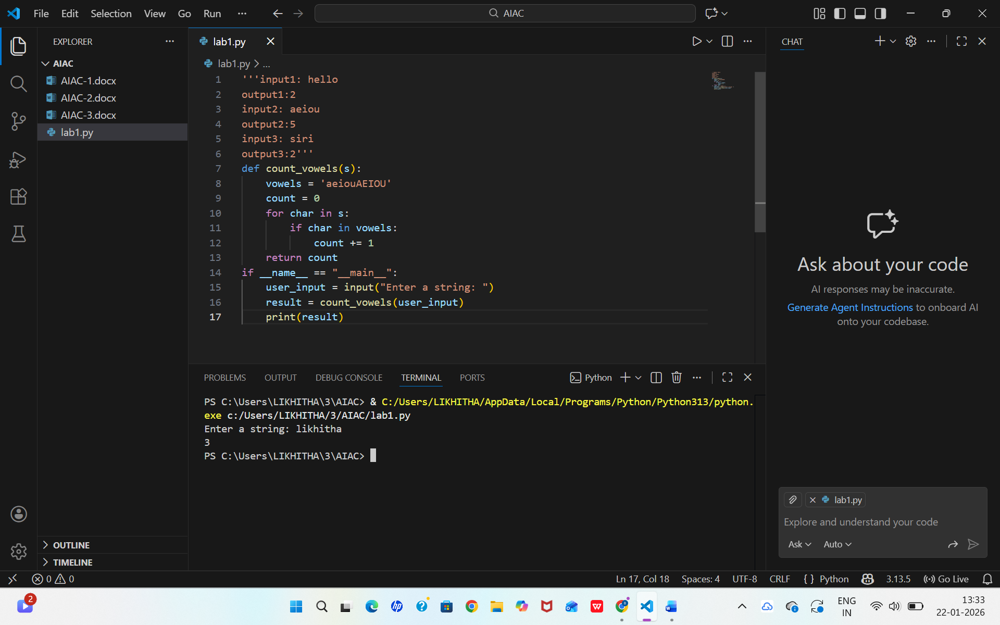 File Edit Selection View Go Run ... AIAC
EXPLORER ...
AIAC
AIAC-1.docx
AIAC-2.docx
AIAC-3.docx
lab1.py
lab1.py
lab1.py > ...
1 '''input1: hello
2 output1:2
3 input2: aeiou
4 output2:5
5 input3: siri
6 output3:2'''
7 def count_vowels(s):
8     vowels = 'aeiouAEIOU'
9     count = 0
10     for char in s:
11         if char in vowels:
12             count += 1
13     return count
14 if __name__ == "__main__":
15     user_input = input("Enter a string: ")
16     result = count_vowels(user_input)
17     print(result)
PROBLEMS OUTPUT DEBUG CONSOLE TERMINAL PORTS Python
PS C:\Users\LIKHITHA\3\AIAC> & C:/Users/LIKHITHA/AppData/Local/Programs/Python/Python313/python.
exe c:/Users/LIKHITHA/3/AIAC/lab1.py
Enter a string: likhitha
3
PS C:\Users\LIKHITHA\3\AIAC>
CHAT
Ask about your code
AI responses may be inaccurate.
Generate Agent Instructions to onboard AI
onto your codebase.
lab1.py
Explore and understand your code
Ask Auto
OUTLINE
TIMELINE
0 0 Ln 17, Col 18 Spaces: 4 UTF-8 CRLF { } Python 3.13.5 Go Live
2
ENG
IN
13:33
22-01-2026